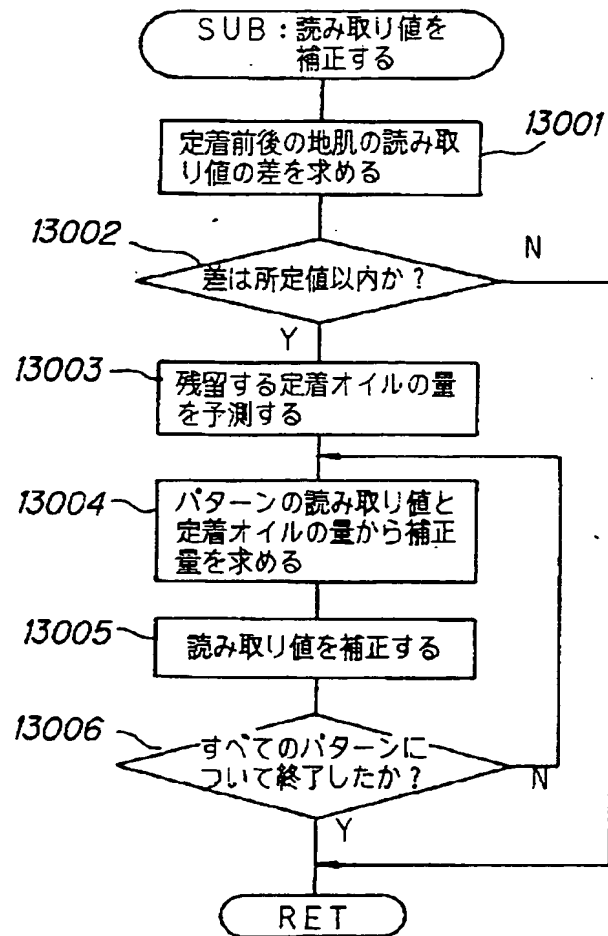 SUB:読み取り値を
補正する
13001
定着前後の地肌の読み取
り値の差を求める
13002
差は所定値以内か?
N
Y
13003
残留する定着オイルの量
を予測する
13004
パターンの読み取り値と
定着オイルの量から補正
量を求める
13005
読み取り値を補正する
13006
すべてのパターンに
ついて終了したか?
N
Y
RET